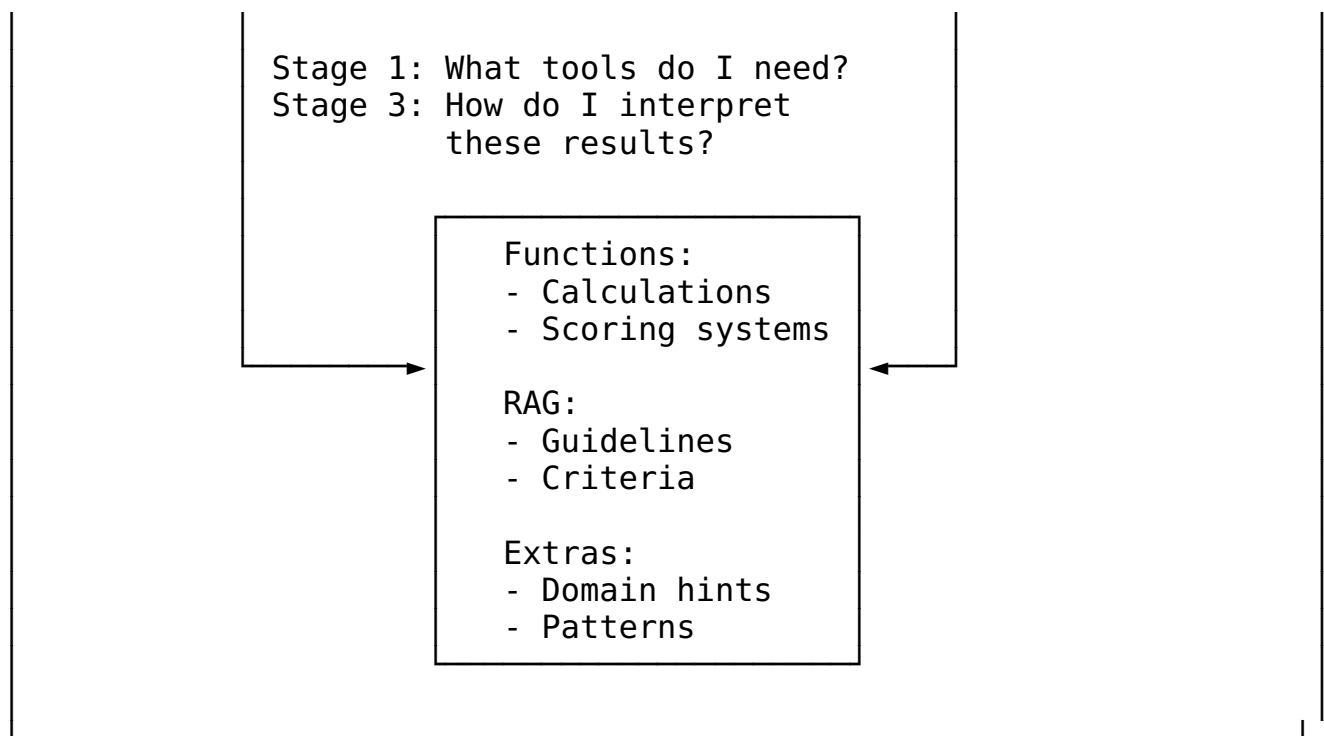 Stage 1: What tools do I need?
Stage 3: How do I interpret
these results?
Functions:
- Calculations
- Scoring systems
RAG:
- Guidelines
- Criteria
Extras:
- Domain hints
- Patterns